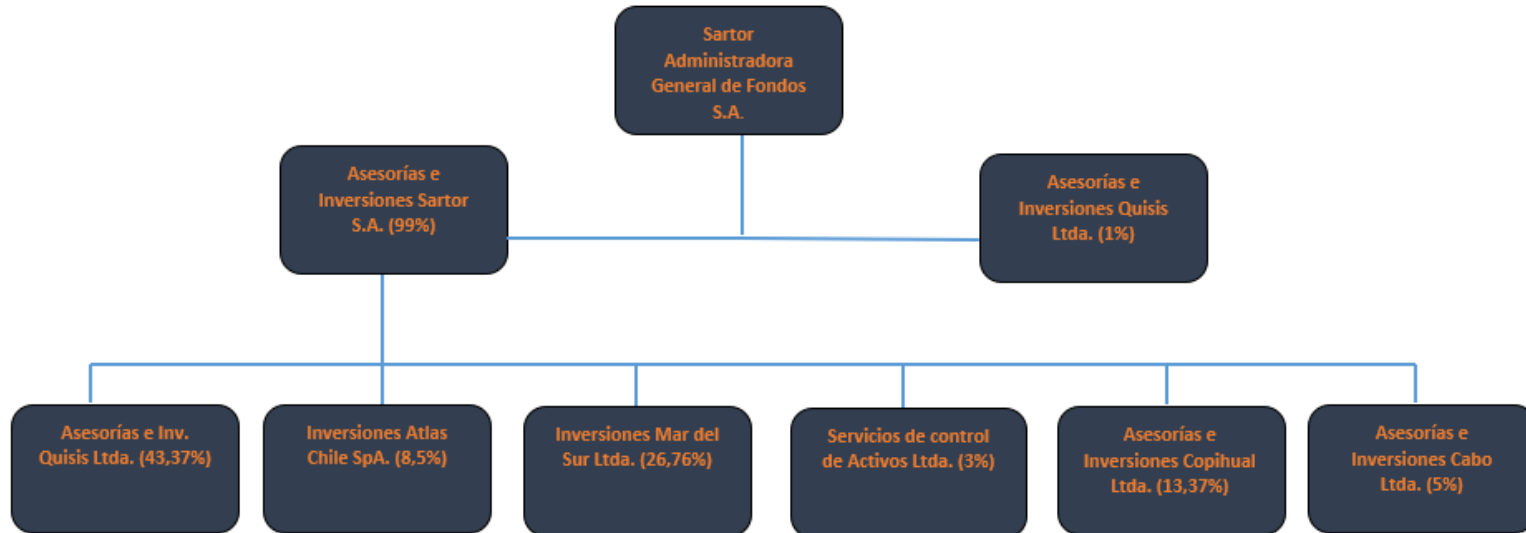 Sartor
Administradora
General de Fondos
S.A.
Asesorías e
Inversiones Sartor
S.A. (99%)
Asesorías e
Inversiones Quisis
Ltda. (1%)
Asesorías e Inv.
Quisis Ltda. (43,37%)
Inversiones Atlas
Chile SpA. (8,5%)
Inversiones Mar del
Sur Ltda. (26,76%)
Servicios de control
de Activos Ltda. (3%)
Asesorías e
Inversiones Copihual
Ltda. (13,37%)
Asesorías e
Inversiones Cabo
Ltda. (5%)